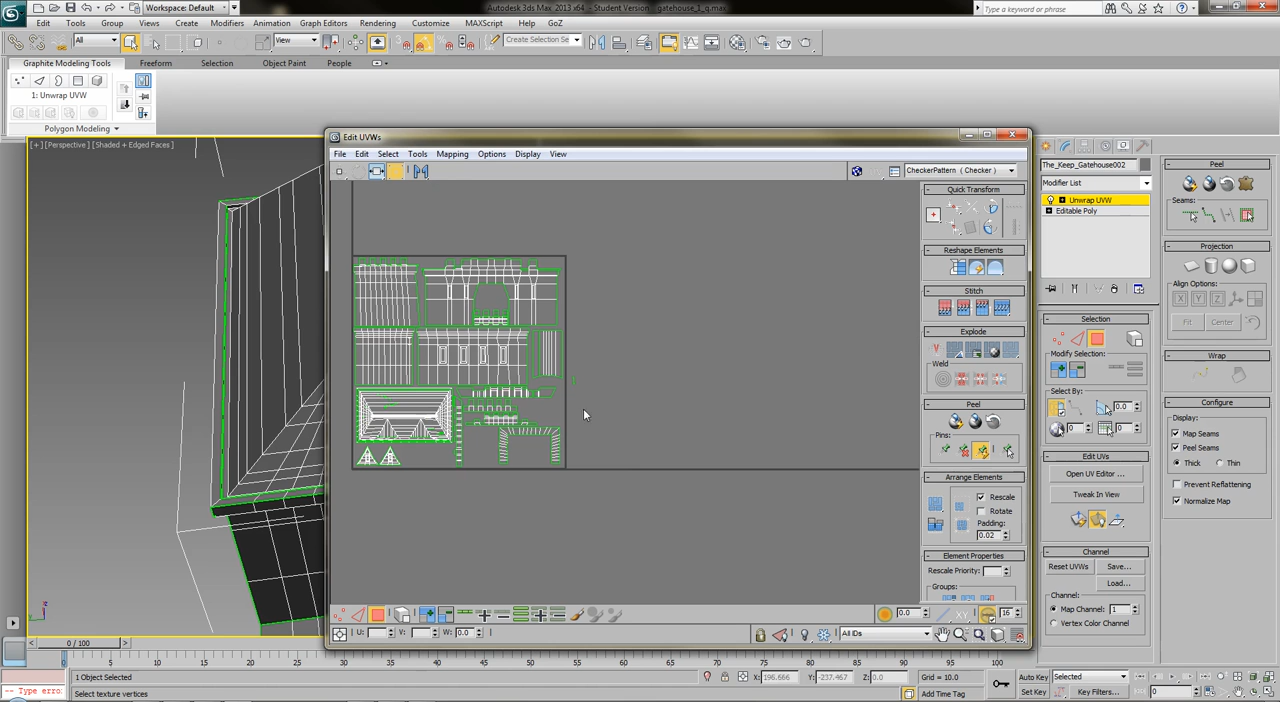 Workspace: Default
Autodesk 3ds Max 2013 x64 - Student Version gatehouse_1_q.max
Type a keyword or phrase
Edit Tools Group Views Create Modifiers Animation Graph Editors Rendering Customize MAXScript Help GoZ
All View Create Selection Se
Graphite Modeling Tools Freeform Selection Object Paint People
1: Unwrap UVW
Polygon Modeling
[+] [Perspective] [Shaded + Edged Faces]
Edit UVWs
File Edit Select Tools Mapping Options Display View
CheckerPattern ( Checker )
Quick Transform
Reshape Elements
Stitch
Explode
Weld
Peel
Pins:
Arrange Elements
Rescale
Rotate
Padding:
0.02
Element Properties
Rescale Priority:
Groups:
0.0 XY 16
U: V: W: 0.0 All IDs
The_Keep_Gatehouse002
Modifier List
Unwrap UVW
Editable Poly
Selection
Modify Selection:
Select By:
0.0
0 0
Edit UVs
Open UV Editor ...
Tweak In View
Channel
Reset UVWs Save...
Load...
Channel:
Map Channel: 1
Vertex Color Channel
Peel
Seams:
Projection
Align Options:
X Y Z
Fit Center
Wrap
Configure
Display:
Map Seams
Peel Seams
Thick Thin
Prevent Reflattening
Normalize Map
0 / 100
0 5 10 15 20 25 30 35 40 45 50 55 60 65 70 75 80 85 90 95 100
1 Object Selected X: 196.666 Y: -237.467 Z: 0.0 Grid = 10.0 Auto Key Selected
-- Type erro: Select texture vertices Add Time Tag Set Key Key Filters... 0